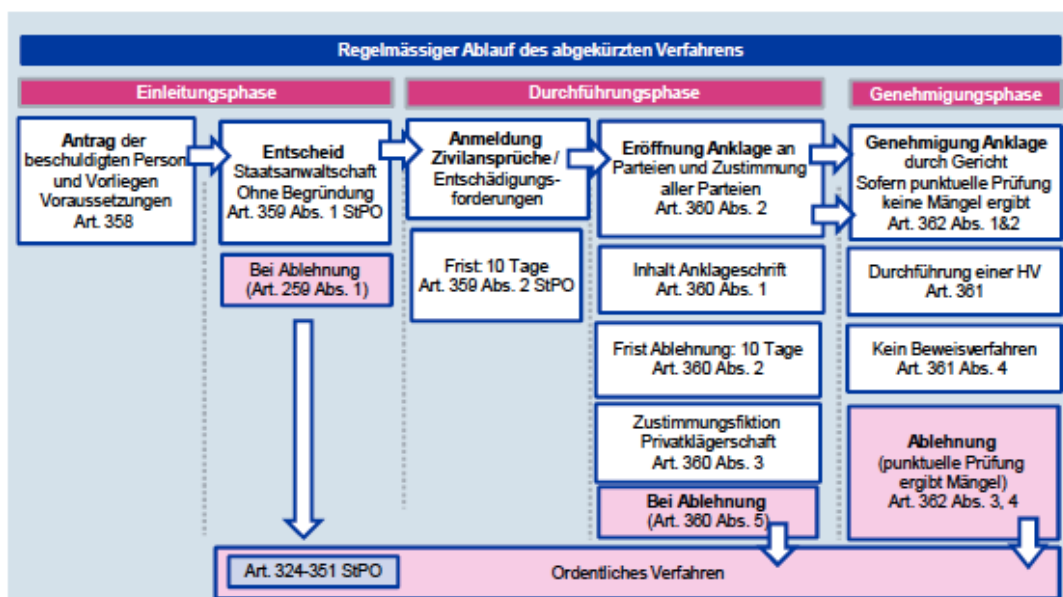 Regelmässiger Ablauf des abgekürzten Verfahrens
Einleitungsphase
Durchführungsphase
Genehmigungsphase
Antrag der
beschuldigten Person
und Vorliegen
Voraussetzungen
Art. 358
Entscheid
Staatsanwaltschaft
Ohne Begründung
Art. 359 Abs. 1 StPO
Bei Ablehnung
(Art. 259 Abs. 1)
Anmeldung
Zivilansprüche /
Entschädigungs-
forderungen
Frist: 10 Tage
Art. 359 Abs. 2 StPO
Eröffnung Anklage an
Parteien und Zustimmung
aller Parteien
Art. 360 Abs. 2
Inhalt Anklageschrift
Art. 360 Abs. 1
Frist Ablehnung: 10 Tage
Art. 360 Abs. 2
Zustimmungsfiktion
Privatklägerschaft
Art. 360 Abs. 3
Bei Ablehnung
(Art. 360 Abs. 5)
Genehmigung Anklage
durch Gericht
Sofern punktuelle Prüfung
keine Mängel ergibt
Art. 362 Abs. 1&2
Durchführung einer HV
Art. 361
Kein Beweisverfahren
Art. 361 Abs. 4
Ablehnung
(punktuelle Prüfung
ergibt Mängel)
Art. 362 Abs. 3, 4
Art. 324-351 StPO
Ordentliches Verfahren